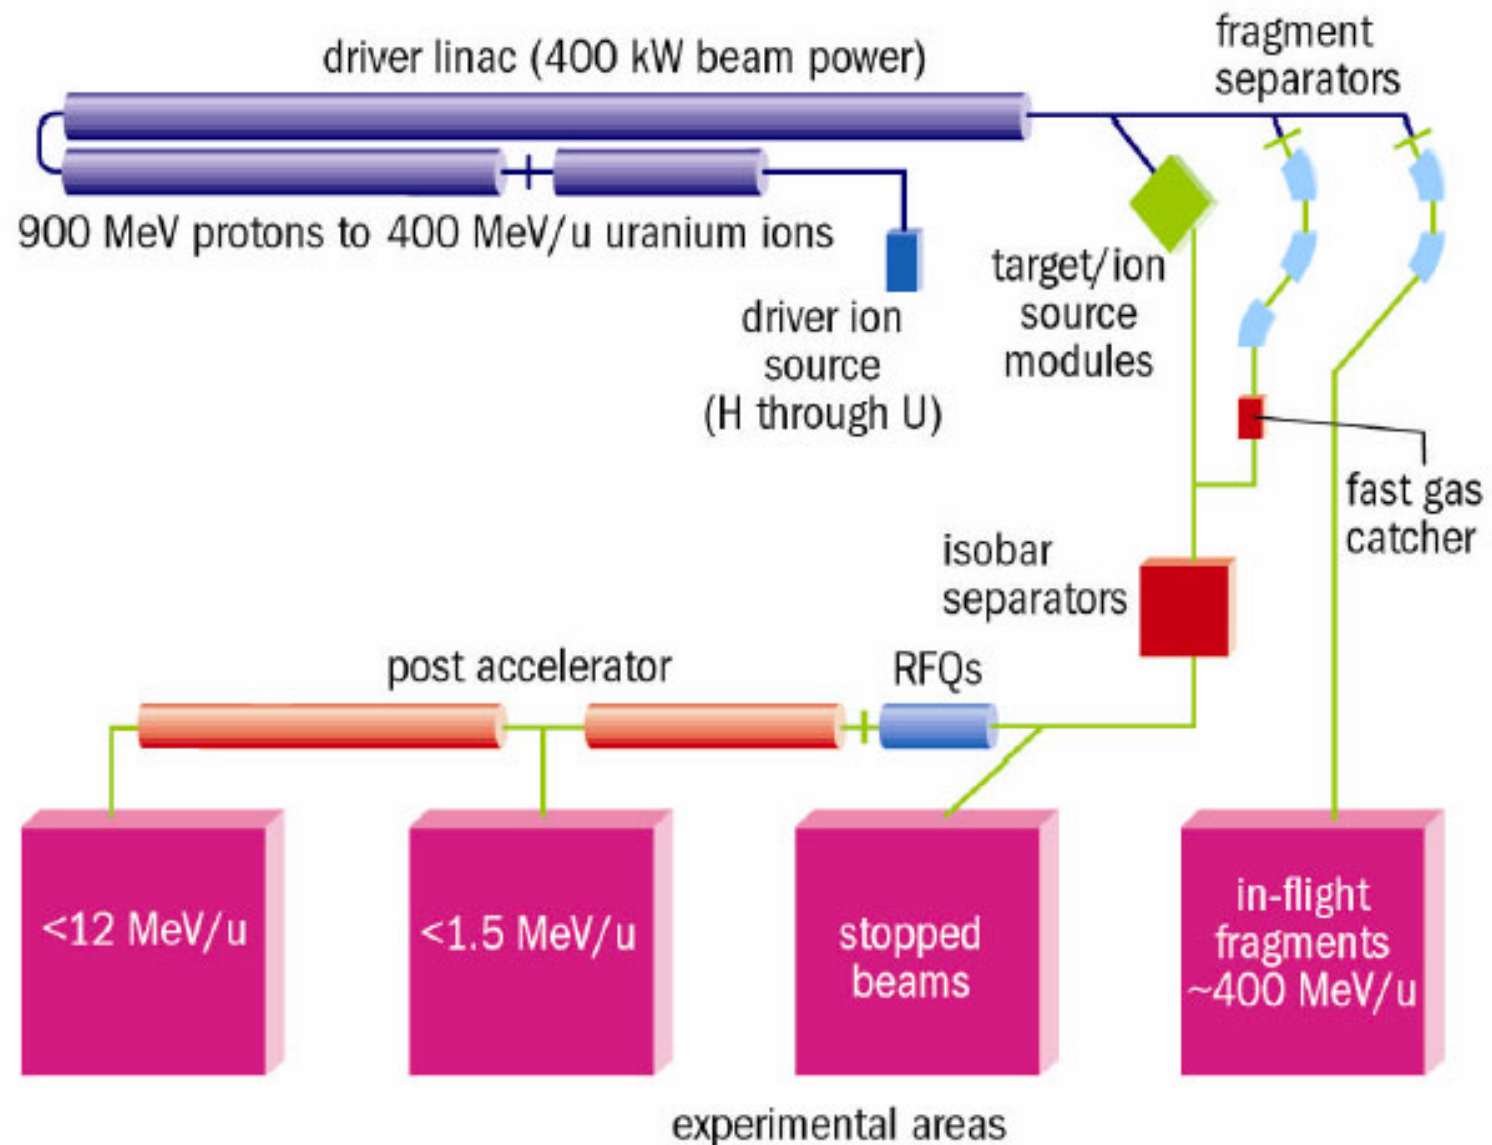 driver linac (400 kW beam power)
fragment
separators
900 MeV protons to 400 MeV/u uranium ions
driver ion
source
(H through U)
target/ion
source
modules
fast gas
catcher
isobar
separators
post accelerator
RFQs
<12 MeV/u
<1.5 MeV/u
stopped
beams
in-flight
fragments
~400 MeV/u
experimental areas